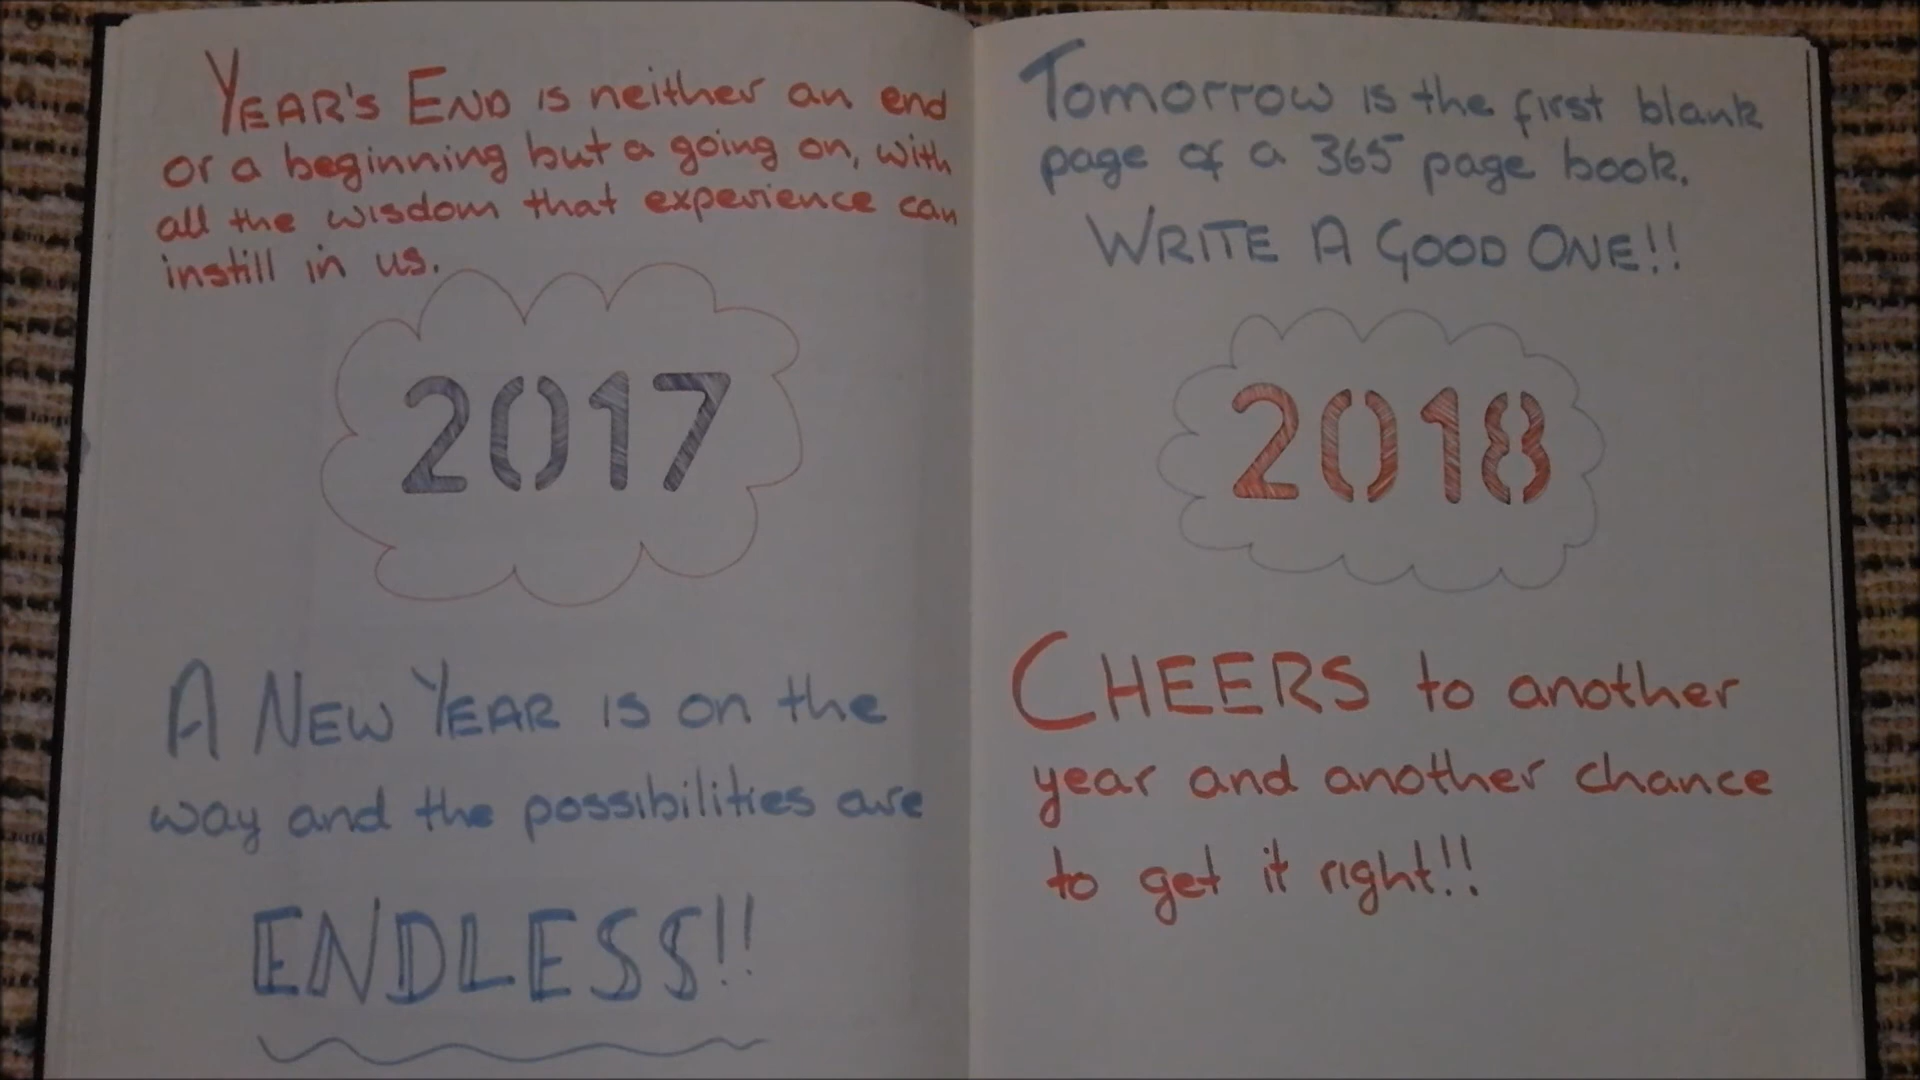 YEAR'S END is neither an end
or a beginning but a going on, with
all the wisdom that experience can
instill in us.
2017
A NEW YEAR is on the
way and the possibilities are
ENDLESS!!
Tomorrow is the first blank
page of a 365 page book.
WRITE A GOOD ONE!!
2018
CHEERS to another
year and another chance
to get it right!!